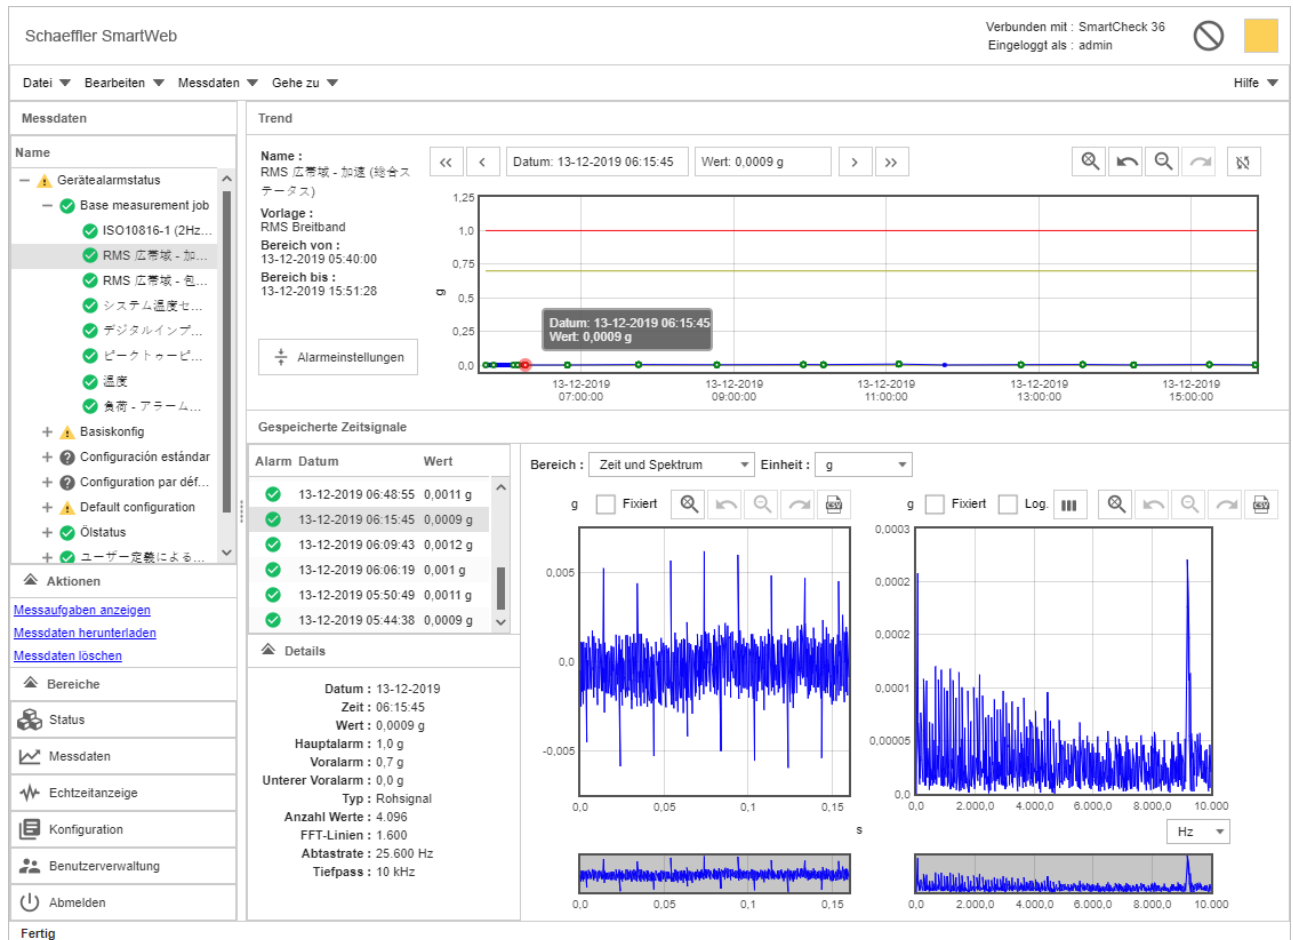 Schaeffler SmartWeb
Verbunden mit : SmartCheck 36
Eingeloggt als : admin
Datei Bearbeiten Messdaten Gehe zu Hilfe
Messdaten
Name
Gerätealarmstatus
Base measurement job
ISO10816-1 (2Hz...
RMS 広帯域 - 加...
RMS 広帯域 - 包...
システム温度セ...
デジタルインプ...
ピークトゥーピ...
温度
負荷 - アラーム...
Basiskonfig
Configuración estándar
Configuration par déf...
Default configuration
Ölstatus
ユーザー定義による...
Aktionen
Messaufgaben anzeigen
Messdaten herunterladen
Messdaten löschen
Bereiche
Status
Messdaten
Echtzeitanzeige
Konfiguration
Benutzerverwaltung
Abmelden
Fertig
Trend
Name :
RMS 広帯域 - 加速 (総合ス
テータス)
Vorlage :
RMS Breitband
Bereich von :
13-12-2019 05:40:00
Bereich bis :
13-12-2019 15:51:28
Alarmeinstellungen
<< < Datum: 13-12-2019 06:15:45 Wert: 0,0009 g > >>
1,25
1,0
0,75
0,5
0,25
0,0
g
Datum: 13-12-2019 06:15:45
Wert: 0,0009 g
13-12-2019 13-12-2019 13-12-2019 13-12-2019 13-12-2019
07:00:00 09:00:00 11:00:00 13:00:00 15:00:00
Gespeicherte Zeitsignale
Alarm Datum Wert
13-12-2019 06:48:55 0,0011 g
13-12-2019 06:15:45 0,0009 g
13-12-2019 06:09:43 0,0012 g
13-12-2019 06:06:19 0,001 g
13-12-2019 05:50:49 0,0011 g
13-12-2019 05:44:38 0,0009 g
Details
Datum : 13-12-2019
Zeit : 06:15:45
Wert : 0,0009 g
Hauptalarm : 1,0 g
Voralarm : 0,7 g
Unterer Voralarm : 0,0 g
Typ : Rohsignal
Anzahl Werte : 4.096
FFT-Linien : 1.600
Abtastrate : 25.600 Hz
Tiefpass : 10 kHz
Bereich : Zeit und Spektrum Einheit : g
g Fixiert CSV
0,005
0,0
-0,005
0,0 0,05 0,1 0,15
s
0,0 0,05 0,1 0,15
g Fixiert Log. CSV
0,0003
0,0002
0,0002
0,0001
0,00005
0,0
0,0 2.000,0 4.000,0 6.000,0 8.000,0 10.000
Hz
0,0 2.000,0 4.000,0 6.000,0 8.000,0 10.000